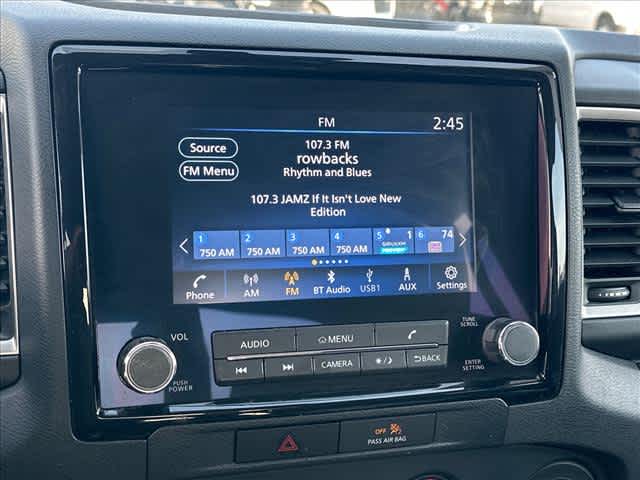 FM
2:45
Source
FM Menu
107.3 FM
rowbacks
Rhythm and Blues
107.3 JAMZ If It Isn't Love New
Edition
1 750 AM
2 750 AM
3 750 AM
4 750 AM
5 1 SIRIUSXM
6 74
Phone
AM
FM
BT Audio
USB1
AUX
Settings
VOL
PUSH
POWER
AUDIO
MENU
CAMERA
BACK
TUNE
SCROLL
ENTER
SETTING
OFF
PASS AIR BAG